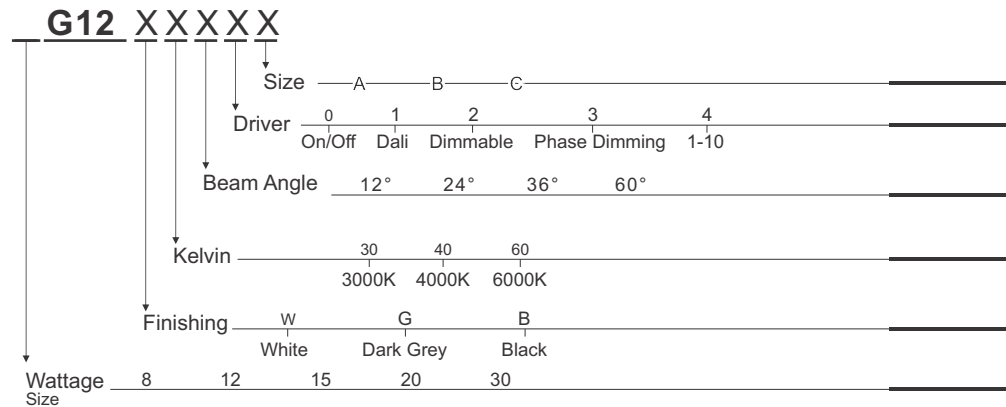 G12 X X X X X
Size A B C
0 1 2 3 4
Driver
On/Off Dali Dimmable Phase Dimming 1-10
Beam Angle 12° 24° 36° 60°
30 40 60
Kelvin
3000K 4000K 6000K
W G B
Finishing
White Dark Grey Black
Wattage 8 12 15 20 30
Size